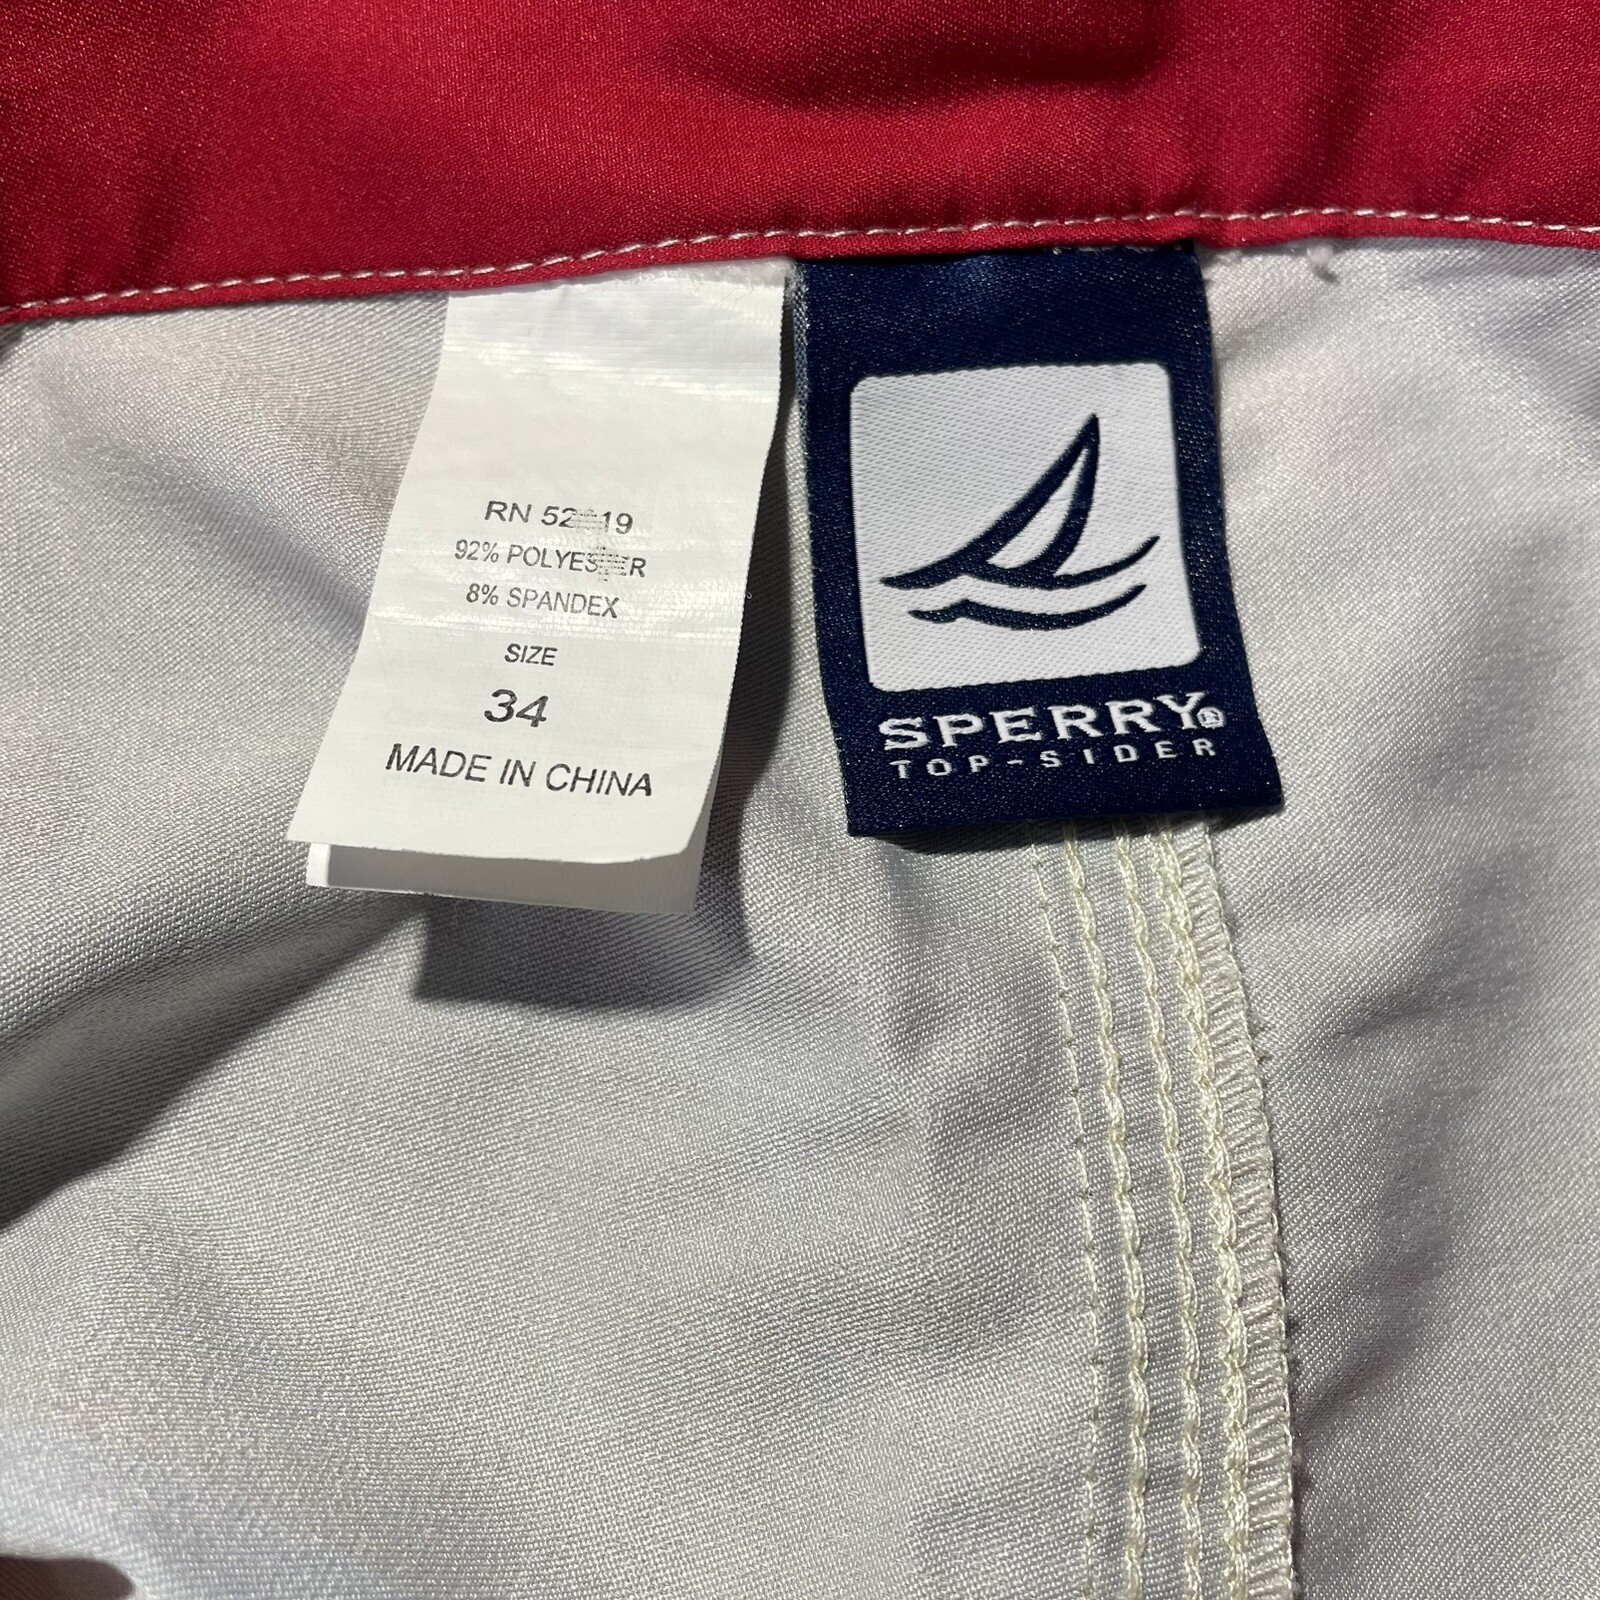 RN
92% POLYESTER
8% SPANDEX
SIZE
34
MADE IN CHINA
SPERRY®
TOP-SIDER